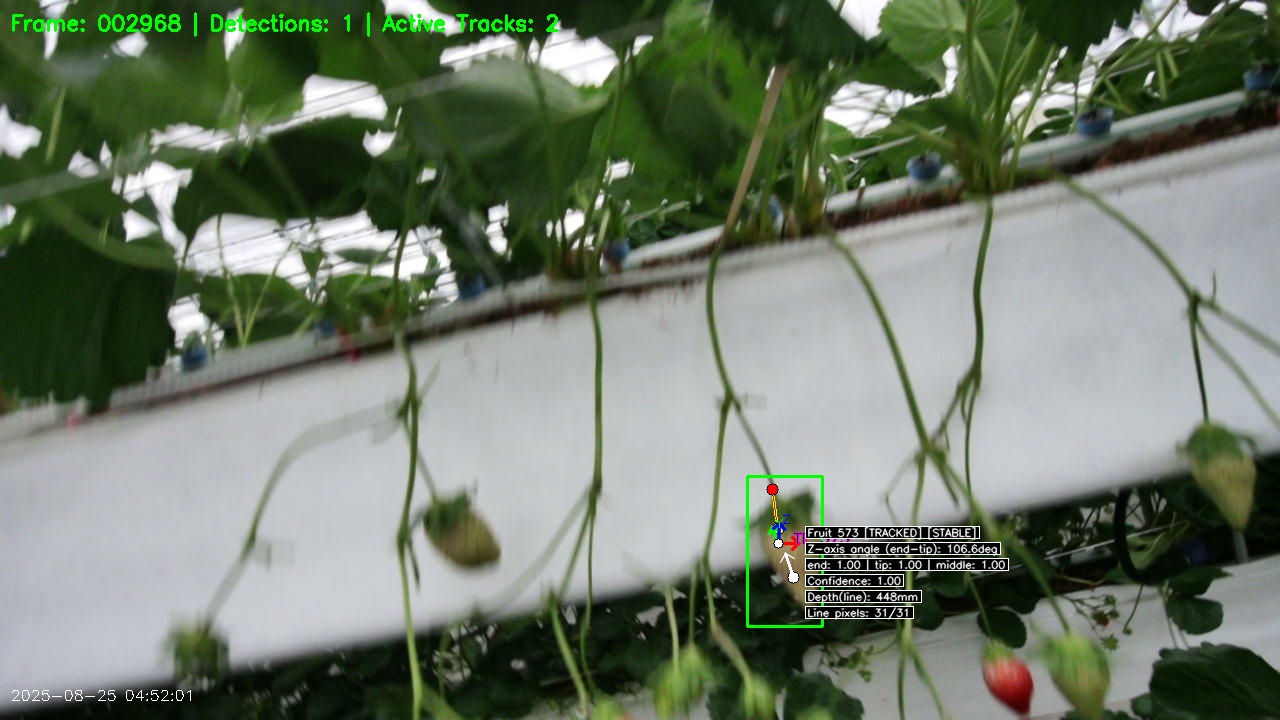 Frame: 002968 | Detections: 1 | Active Tracks: 2
Fruit 573 [TRACKED] [STABLE]
Z-axis angle (end-tip): 106.6deg
end: 1.00 | tip: 1.00 | middle: 1.00
Confidence: 1.00
Depth(line): 448mm
Line pixels: 31/31
Z
2025-08-25 04:52:01